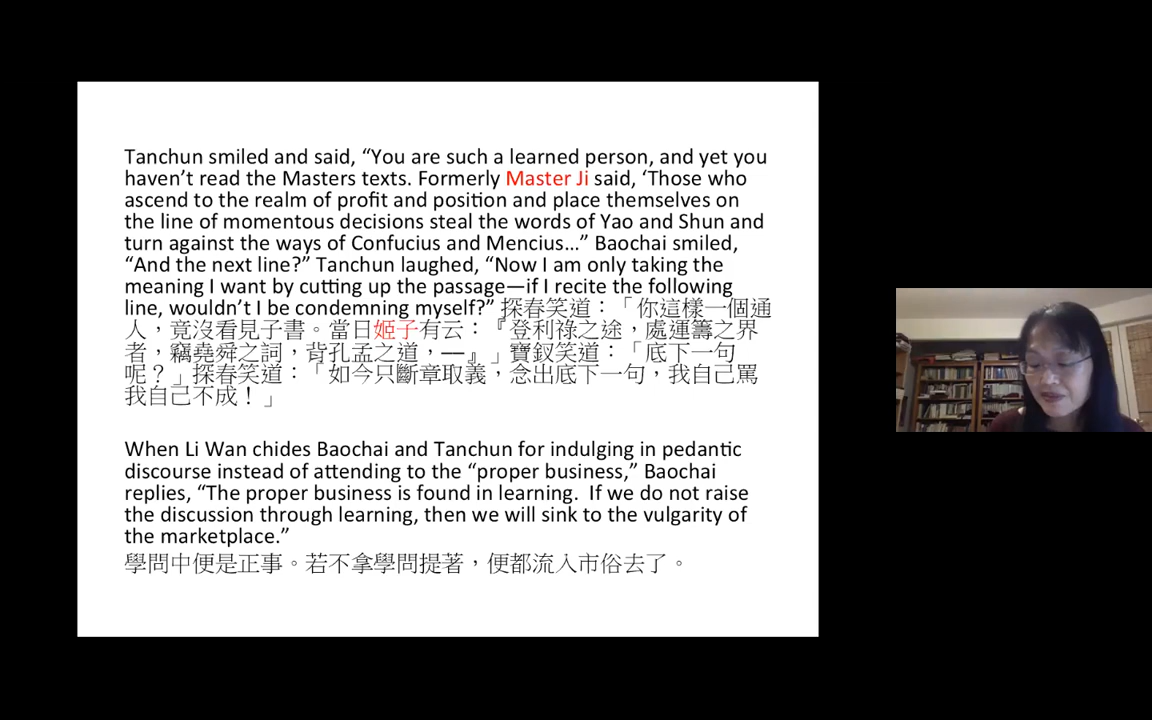 Tanchun smiled and said, “You are such a learned person, and yet you
haven’t read the Masters texts. Formerly Master Ji said, ‘Those who
ascend to the realm of profit and position and place themselves on
the line of momentous decisions steal the words of Yao and Shun and
turn against the ways of Confucius and Mencius…” Baochai smiled,
“And the next line?” Tanchun laughed, “Now I am only taking the
meaning I want by cutting up the passage—if I recite the following
line, wouldn’t I be condemning myself?” 探春笑道：「你這樣一個通
人，竟沒看見子書。當日姬子有云：『登利祿之途，處運籌之界
者，竊堯舜之詞，背孔孟之道，──』」寶釵笑道：「底下一句
呢？」探春笑道：「如今只斷章取義，念出底下一句，我自己罵
我自己不成！」
When Li Wan chides Baochai and Tanchun for indulging in pedantic
discourse instead of attending to the “proper business,” Baochai
replies, “The proper business is found in learning.  If we do not raise
the discussion through learning, then we will sink to the vulgarity of
the marketplace.”
學問中便是正事。若不拿學問提著，便都流入市俗去了。